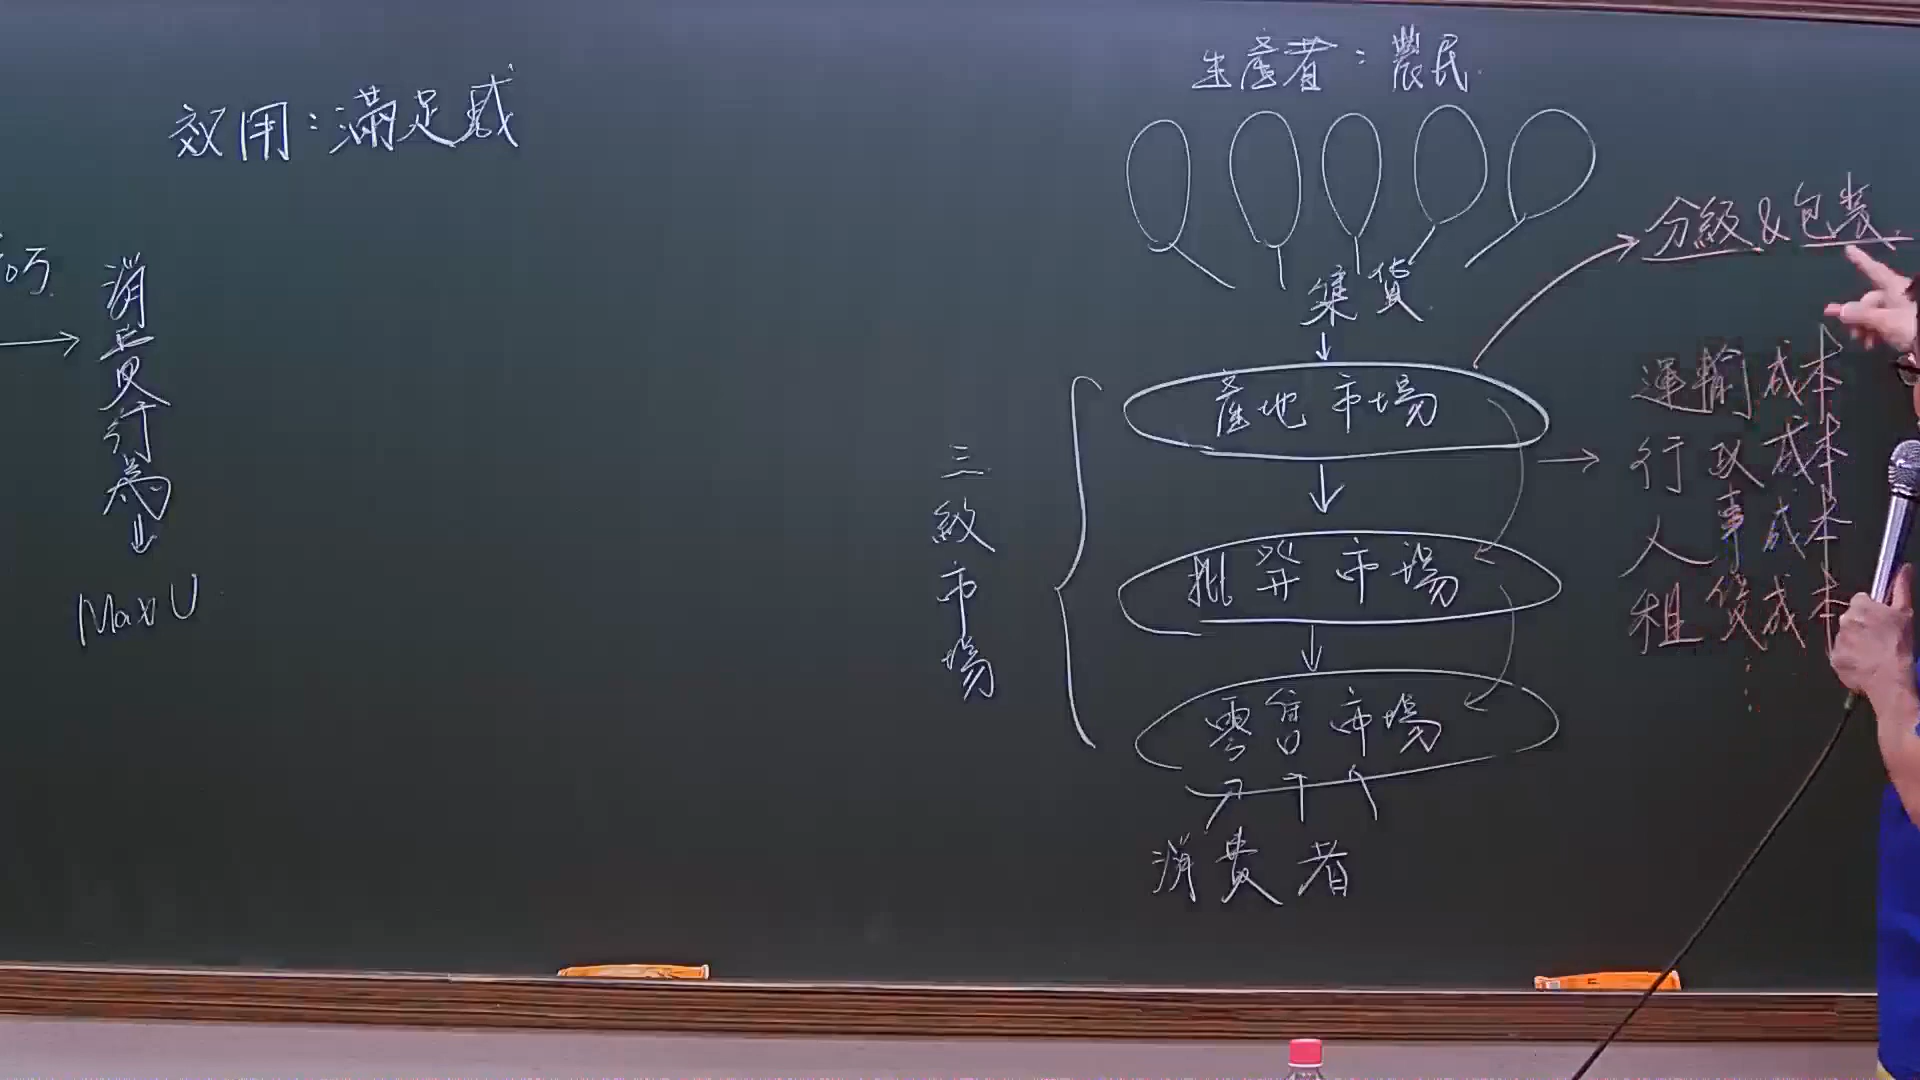 效用：滿足感
消費行為
Max U
生產者：農民
集貨
三級市場
產地市場
批發市場
零售市場
消費者
分級&包裝
運輸成本
行政成本
人事成本
租賃成本